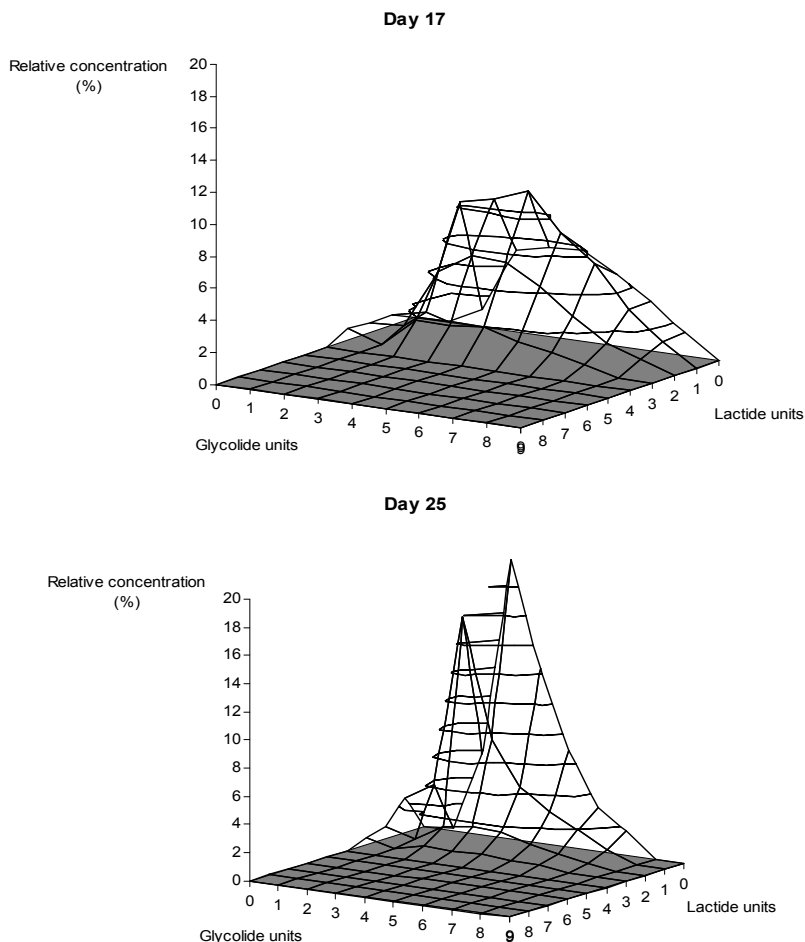 Day 17
Relative concentration
(%)
20
18
16
14
12
10
8
6
4
2
0
0 1 2 3 4 5 6 7 8 9
Glycolide units
9 8 7 6 5 4 3 2 1 0
Lactide units
Day 25
Relative concentration
(%)
20
18
16
14
12
10
8
6
4
2
0
0 1 2 3 4 5 6 7 8 9
Glycolide units
9 8 7 6 5 4 3 2 1 0
Lactide units